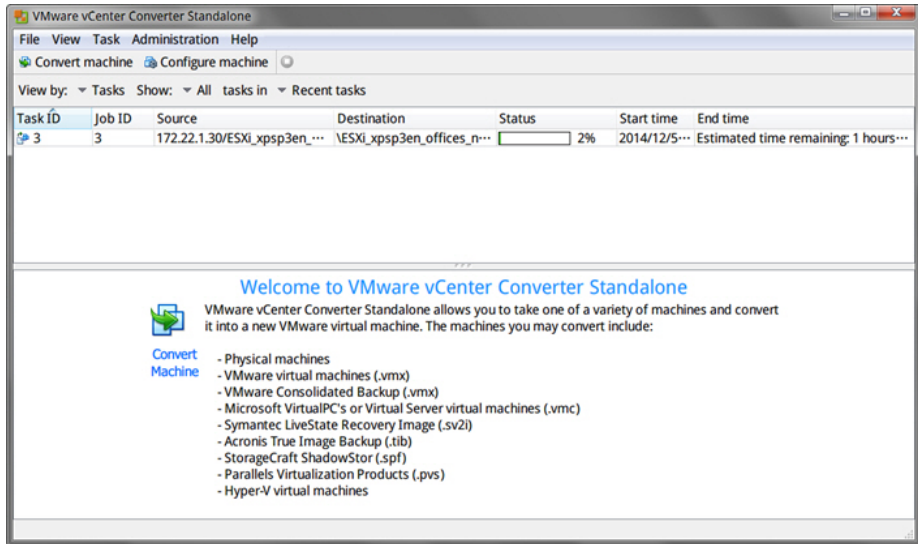 VMware vCenter Converter Standalone
File View Task Administration Help
Convert machine Configure machine
View by: Tasks Show: All tasks in Recent tasks
Task ID Job ID Source Destination Status Start time End time
3 3 172.22.1.30/ESXi_xpsp3en_... \ESXi_xpsp3en_offices_n... 2% 2014/12/5... Estimated time remaining: 1 hours...
Welcome to VMware vCenter Converter Standalone
VMware vCenter Converter Standalone allows you to take one of a variety of machines and convert
it into a new VMware virtual machine. The machines you may convert include:
Convert
Machine
- Physical machines
- VMware virtual machines (.vmx)
- VMware Consolidated Backup (.vmx)
- Microsoft VirtualPC's or Virtual Server virtual machines (.vmc)
- Symantec LiveState Recovery Image (.sv2i)
- Acronis True Image Backup (.tib)
- StorageCraft ShadowStor (.spf)
- Parallels Virtualization Products (.pvs)
- Hyper-V virtual machines